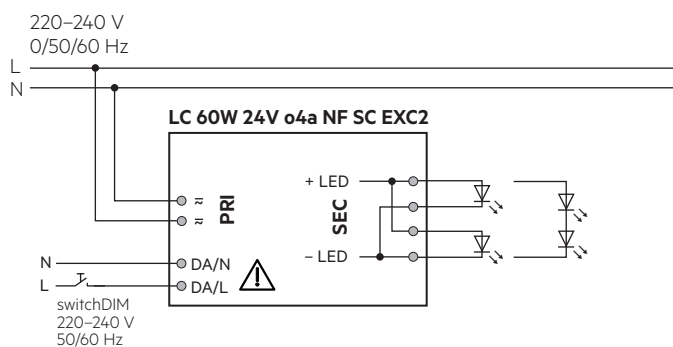 220–240 V
0/50/60 Hz
L
N
LC 60W 24V o4a NF SC EXC2
+ LED
PRI
SEC
– LED
N
DA/N
L
DA/L
switchDIM
220–240 V
50/60 Hz